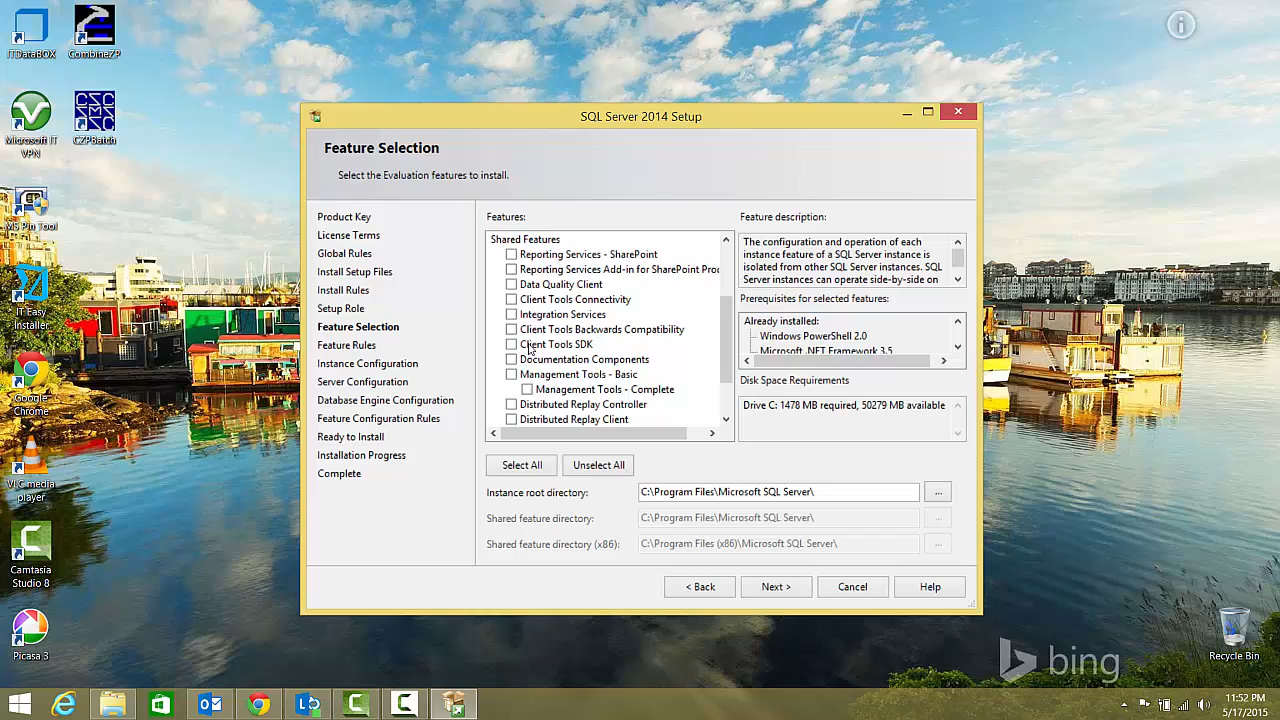 ITDataBOX
CombineZP
Microsoft IT
VPN
CZPBatch
MS Pin Tool
IT Easy
Installer
Google
Chrome
VLC media
player
Camtasia
Studio 8
Picasa 3
SQL Server 2014 Setup
Feature Selection
Select the Evaluation features to install.
Product Key
License Terms
Global Rules
Install Setup Files
Install Rules
Setup Role
Feature Selection
Feature Rules
Instance Configuration
Server Configuration
Database Engine Configuration
Feature Configuration Rules
Ready to Install
Installation Progress
Complete
Features:
Shared Features
Reporting Services - SharePoint
Reporting Services Add-in for SharePoint Proc
Data Quality Client
Client Tools Connectivity
Integration Services
Client Tools Backwards Compatibility
Client Tools SDK
Documentation Components
Management Tools - Basic
Management Tools - Complete
Distributed Replay Controller
Distributed Replay Client
Select All
Unselect All
Feature description:
The configuration and operation of each
instance feature of a SQL Server instance is
isolated from other SQL Server instances. SQL
Server instances can operate side-by-side on
Prerequisites for selected features:
Already installed:
Windows PowerShell 2.0
Microsoft .NET Framework 3.5
Disk Space Requirements
Drive C: 1478 MB required, 50279 MB available
Instance root directory:
C:\Program Files\Microsoft SQL Server\
...
Shared feature directory:
C:\Program Files\Microsoft SQL Server\
...
Shared feature directory (x86):
C:\Program Files (x86)\Microsoft SQL Server\
...
< Back
Next >
Cancel
Help
bing
Recycle Bin
11:52 PM
5/17/2015